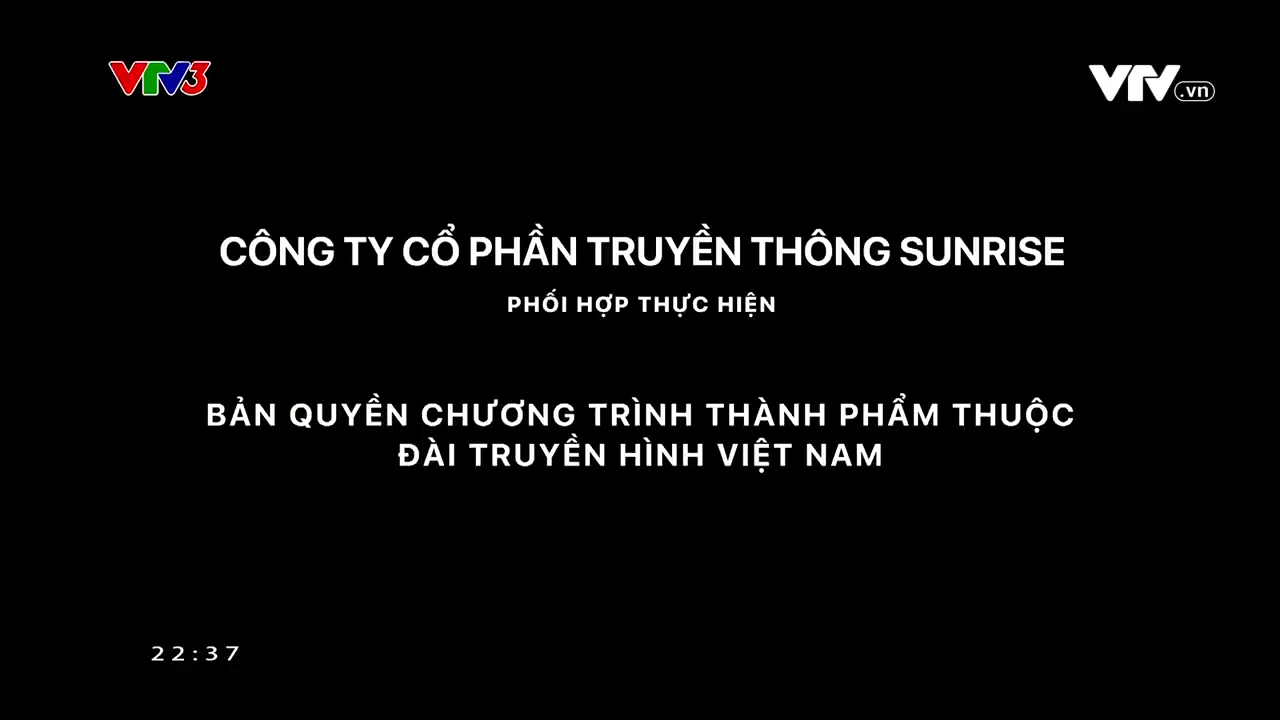 VTV3
VTV.vn
CÔNG TY CỔ PHẦN TRUYỀN THÔNG SUNRISE
PHỐI HỢP THỰC HIỆN
BẢN QUYỀN CHƯƠNG TRÌNH THÀNH PHẨM THUỘC
ĐÀI TRUYỀN HÌNH VIỆT NAM
22:37